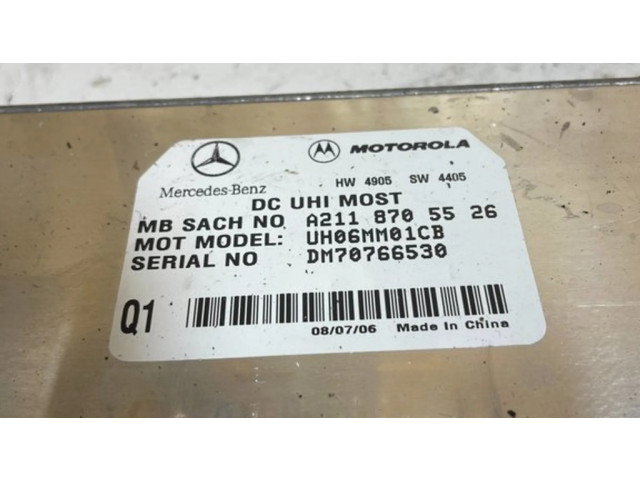 Mercedes-Benz
MOTOROLA
HW 4905 SW 4405
DC UHI MOST
MB SACH NO A211 870 55 26
MOT MODEL: UH06MM01CB
SERIAL NO DM70766530
Q1
08/07/06 Made In China